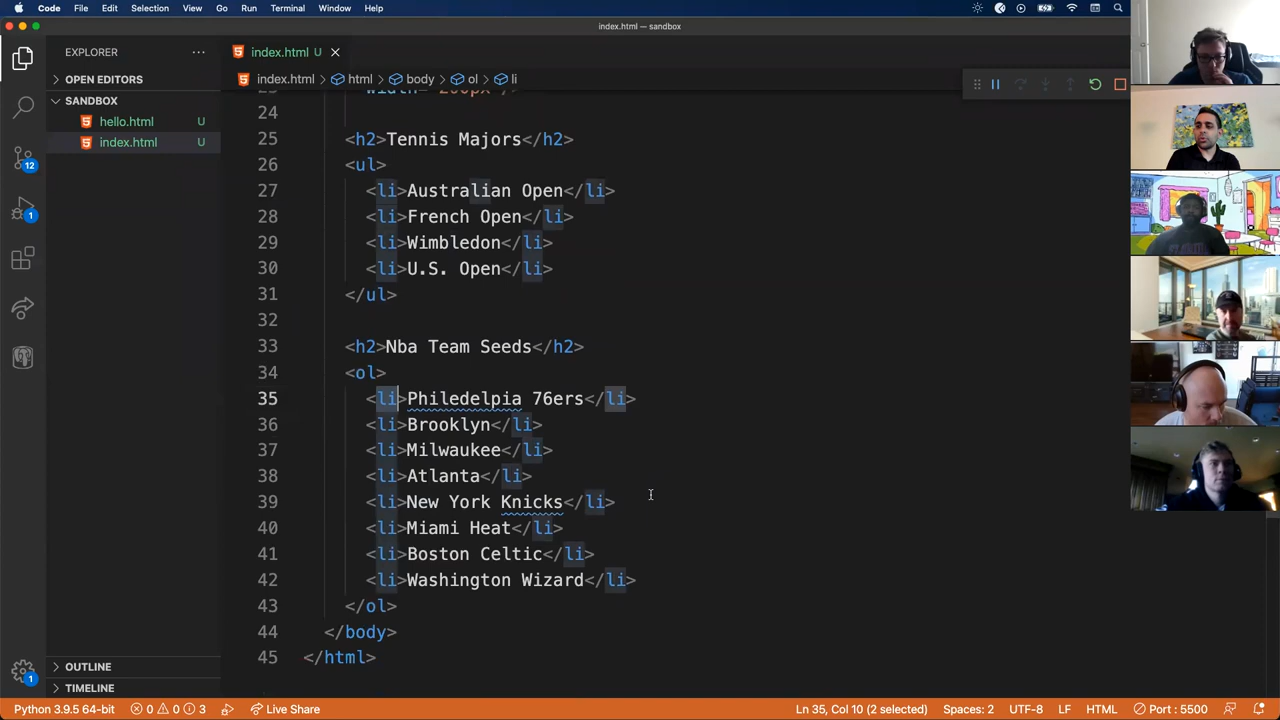 Code File Edit Selection View Go Run Terminal Window Help
index.html — sandbox
EXPLORER
index.html U
OPEN EDITORS
index.html html body ol li
SANDBOX
hello.html U
index.html U
24
25 <h2>Tennis Majors</h2>
26 <ul>
27 <li>Australian Open</li>
28 <li>French Open</li>
29 <li>Wimbledon</li>
30 <li>U.S. Open</li>
31 </ul>
32
33 <h2>Nba Team Seeds</h2>
34 <ol>
35 <li>Philedelpia 76ers</li>
36 <li>Brooklyn</li>
37 <li>Milwaukee</li>
38 <li>Atlanta</li>
39 <li>New York Knicks</li>
40 <li>Miami Heat</li>
41 <li>Boston Celtic</li>
42 <li>Washington Wizard</li>
43 </ol>
44 </body>
45 </html>
12
1
1
OUTLINE
TIMELINE
Python 3.9.5 64-bit 0 0 3 Live Share Ln 35, Col 10 (2 selected) Spaces: 2 UTF-8 LF HTML Port : 5500